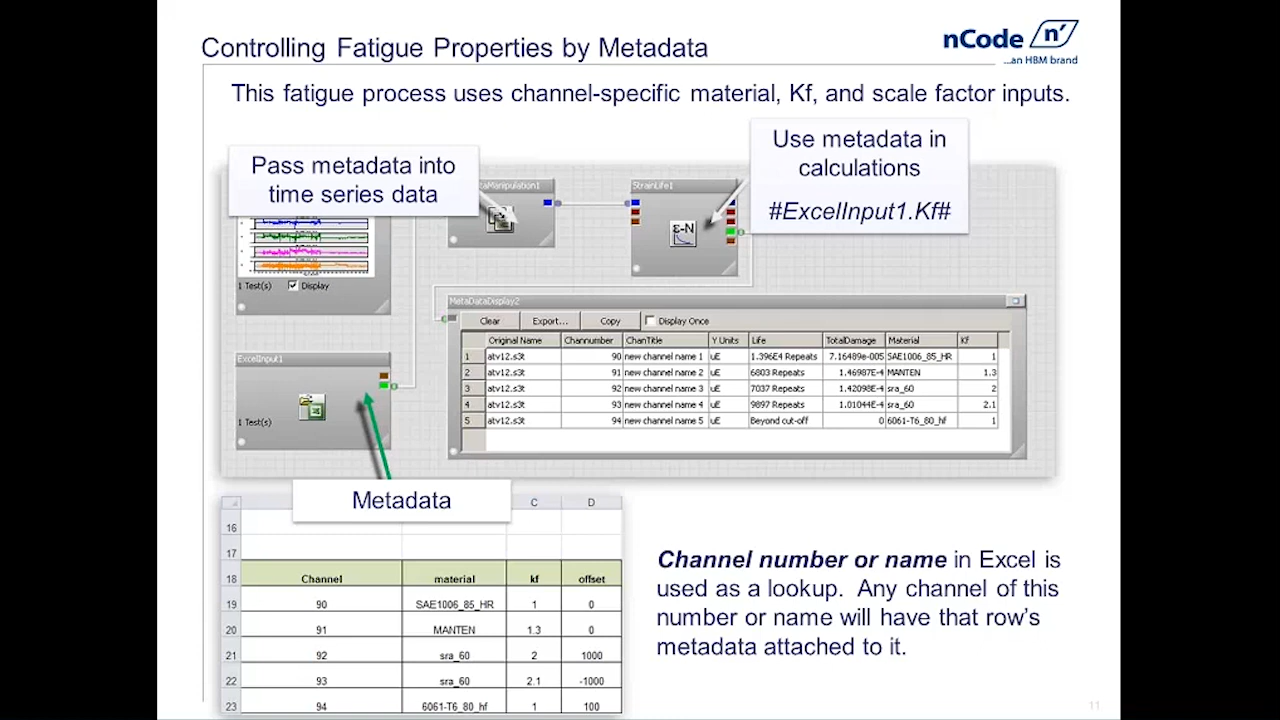 Controlling Fatigue Properties by Metadata
nCode n'
...an HBM brand
This fatigue process uses channel-specific material, Kf, and scale factor inputs.
Pass metadata into
time series data
Use metadata in
calculations
#ExcelInput1.Kf#
taManipulation1
StrainLife1
ε-N
1 Test(s) Display
MetaDataDisplay2
Clear Export... Copy Display Once
Original Name Channumber ChanTitle Y Units Life TotalDamage Material Kf
1 atv12.s3t 90 new channel name 1 uE 1.396E4 Repeats 7.16489e-005 SAE1006_85_HR 1
2 atv12.s3t 91 new channel name 2 uE 6803 Repeats 1.46987E-4 MANTEN 1.3
3 atv12.s3t 92 new channel name 3 uE 7037 Repeats 1.42098E-4 sra_60 2
4 atv12.s3t 93 new channel name 4 uE 9897 Repeats 1.01044E-4 sra_60 2.1
5 atv12.s3t 94 new channel name 5 uE Beyond cut-off 0 6061-T6_80_hf 1
ExcelInput1
1 Test(s)
Metadata
C D
16
17
18 Channel material kf offset
19 90 SAE1006_85_HR 1 0
20 91 MANTEN 1.3 0
21 92 sra_60 2 1000
22 93 sra_60 2.1 -1000
23 94 6061-T6_80_hf 1 100
Channel number or name in Excel is
used as a lookup. Any channel of this
number or name will have that row's
metadata attached to it.
11